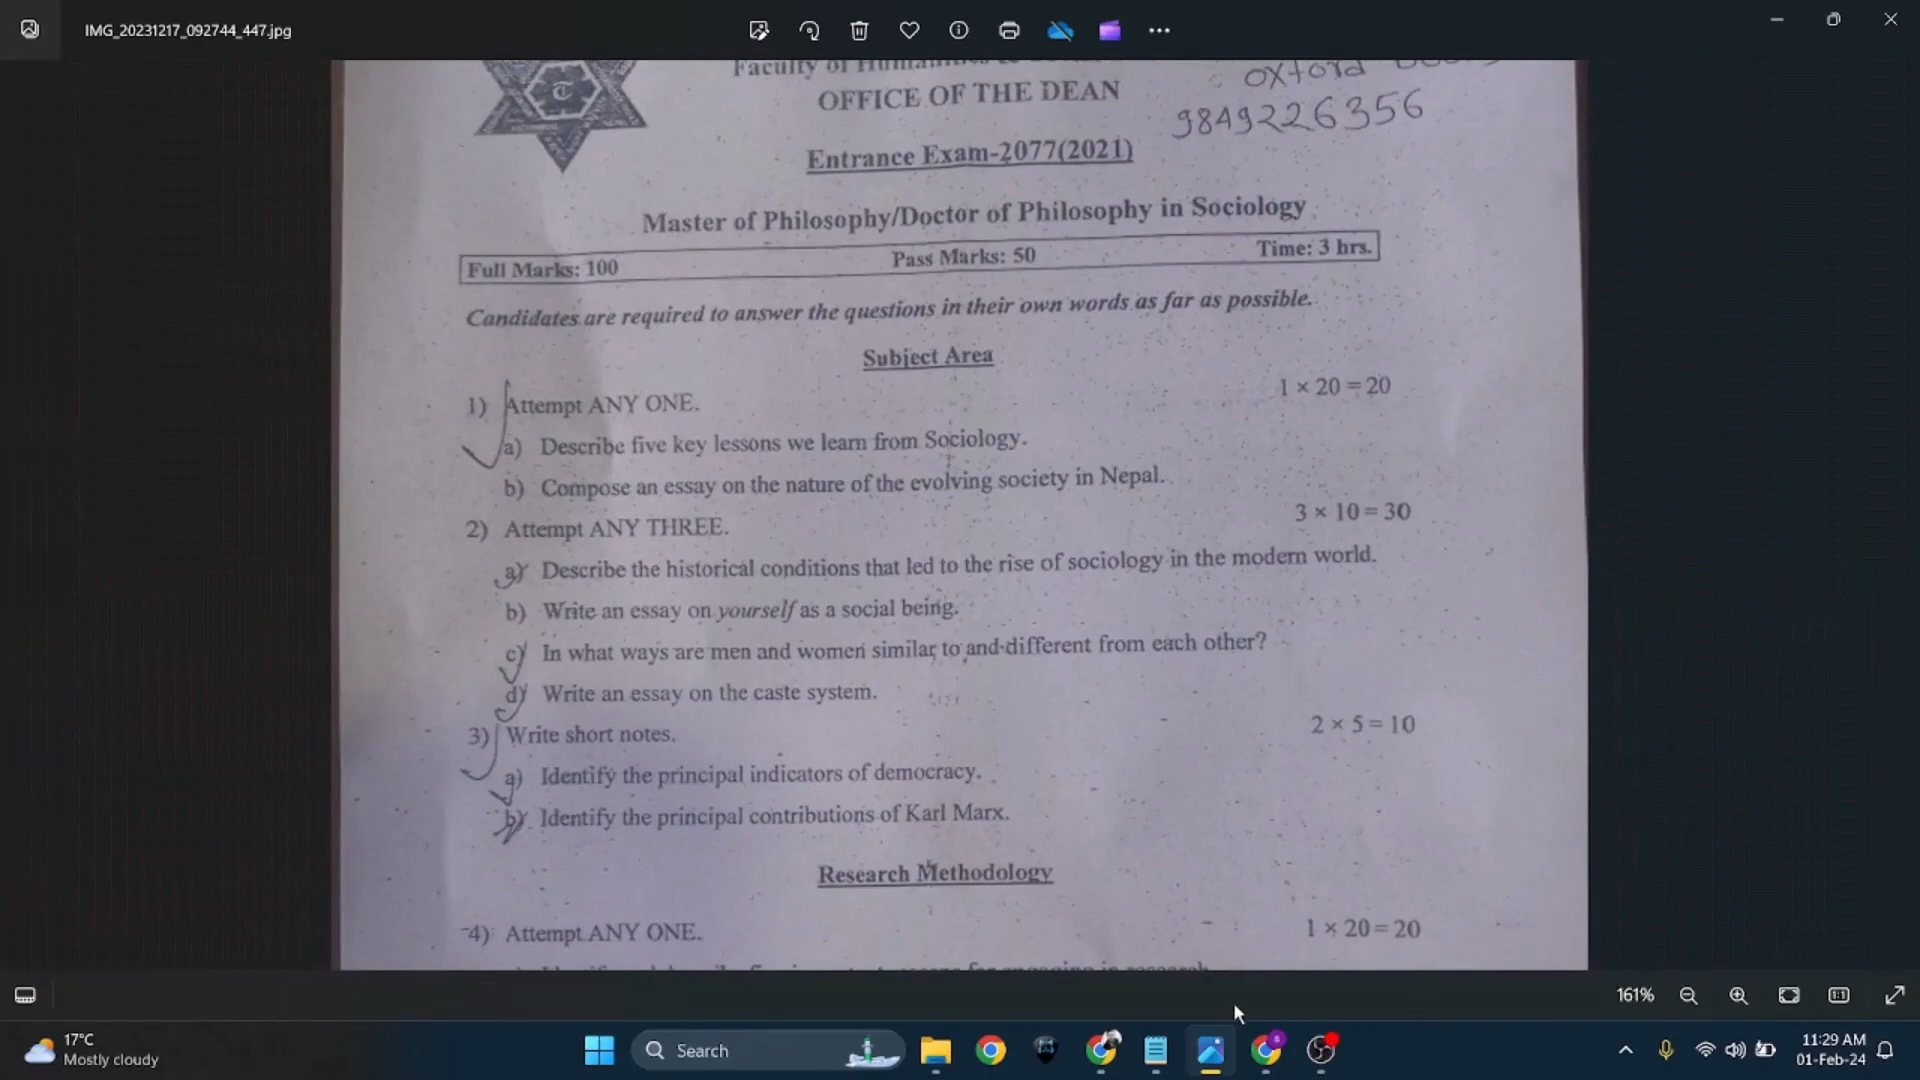 IMG_20231217_092744_447.jpg
Faculty of Humanities &
oxford
OFFICE OF THE DEAN
9849226356
Entrance Exam-2077(2021)
Master of Philosophy/Doctor of Philosophy in Sociology
Full Marks: 100 Pass Marks: 50 Time: 3 hrs.
Candidates are required to answer the questions in their own words as far as possible.
Subject Area
1) Attempt ANY ONE. 1 × 20 = 20
a) Describe five key lessons we learn from Sociology.
b) Compose an essay on the nature of the evolving society in Nepal.
2) Attempt ANY THREE. 3 × 10 = 30
a) Describe the historical conditions that led to the rise of sociology in the modern world.
b) Write an essay on yourself as a social being.
c) In what ways are men and women similar to and different from each other?
d) Write an essay on the caste system.
3) Write short notes. 2 × 5 = 10
a) Identify the principal indicators of democracy.
b) Identify the principal contributions of Karl Marx.
Research Methodology
4) Attempt ANY ONE. 1 × 20 = 20
161%
17°C
Mostly cloudy
Search
11:29 AM
01-Feb-24